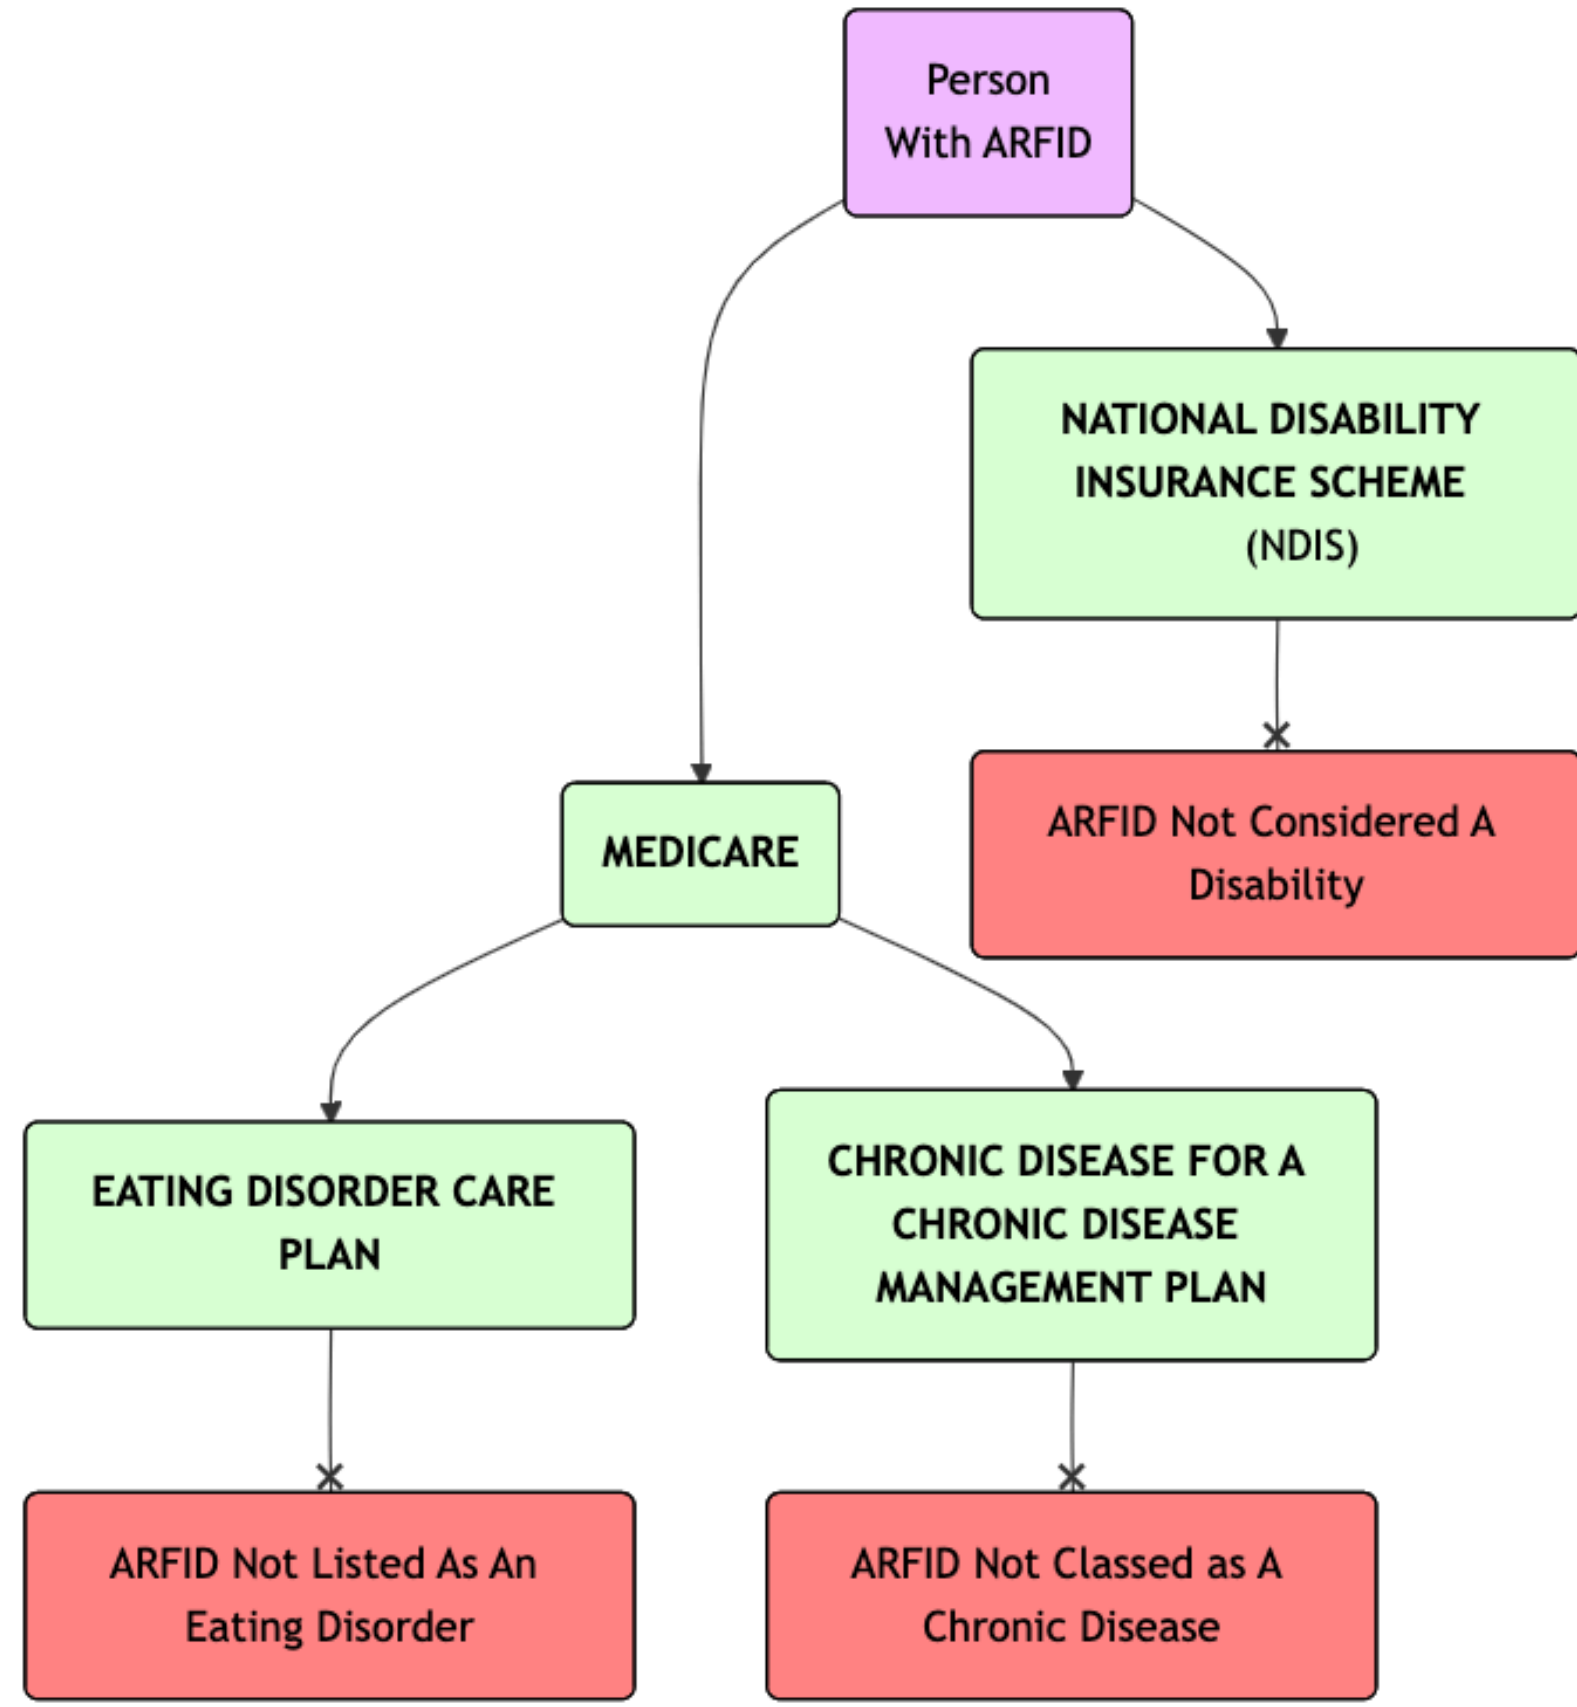 Person
With ARFID
NATIONAL DISABILITY
INSURANCE SCHEME
(NDIS)
ARFID Not Considered A
Disability
MEDICARE
EATING DISORDER CARE
PLAN
CHRONIC DISEASE FOR A
CHRONIC DISEASE
MANAGEMENT PLAN
ARFID Not Listed As An
Eating Disorder
ARFID Not Classed as A
Chronic Disease